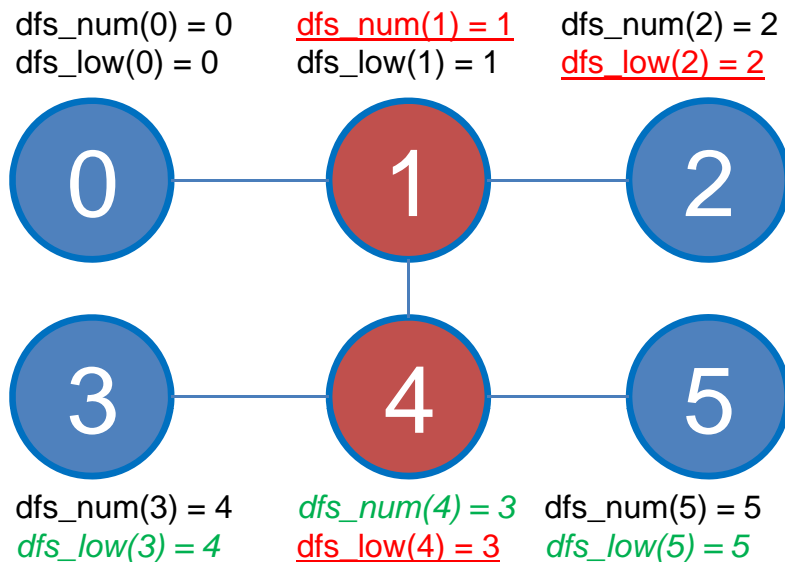 dfs_num(0) = 0 dfs_num(1) = 1 dfs_num(2) = 2
dfs_low(0) = 0 dfs_low(1) = 1 dfs_low(2) = 2
0 1 2
3 4 5
dfs_num(3) = 4 dfs_num(4) = 3 dfs_num(5) = 5
dfs_low(3) = 4 dfs_low(4) = 3 dfs_low(5) = 5